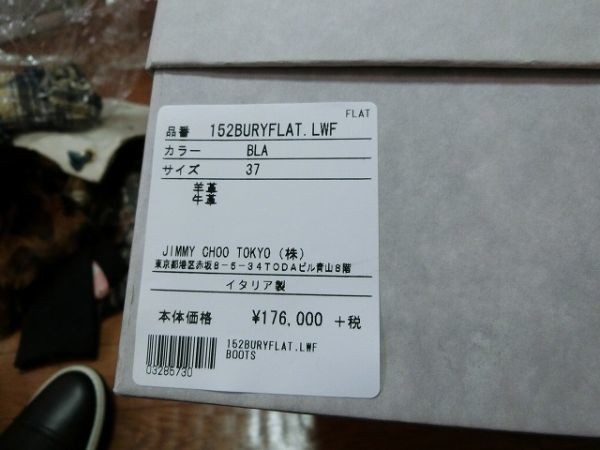 FLAT
品番 152BURYFLAT.LWF
カラー BLA
サイズ 37
羊革
牛革
JIMMY CHOO TOKYO (株)
東京都港区赤坂8-5-34TODAビル青山8階
イタリア製
本体価格 ¥176,000 +税
152BURYFLAT.LWF
BOOTS
03285730